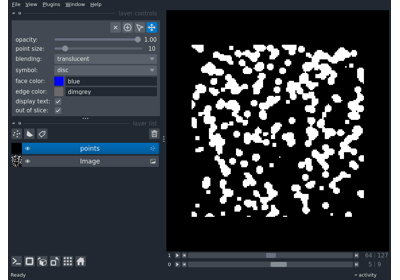 File View Plugins Window Help
layer controls
opacity: 1.00
point size: 10
blending: translucent
symbol: disc
face color: blue
edge color: dimgrey
display text:
out of slice:
layer list
points
Image
1 64 127
0 5 9
Ready activity